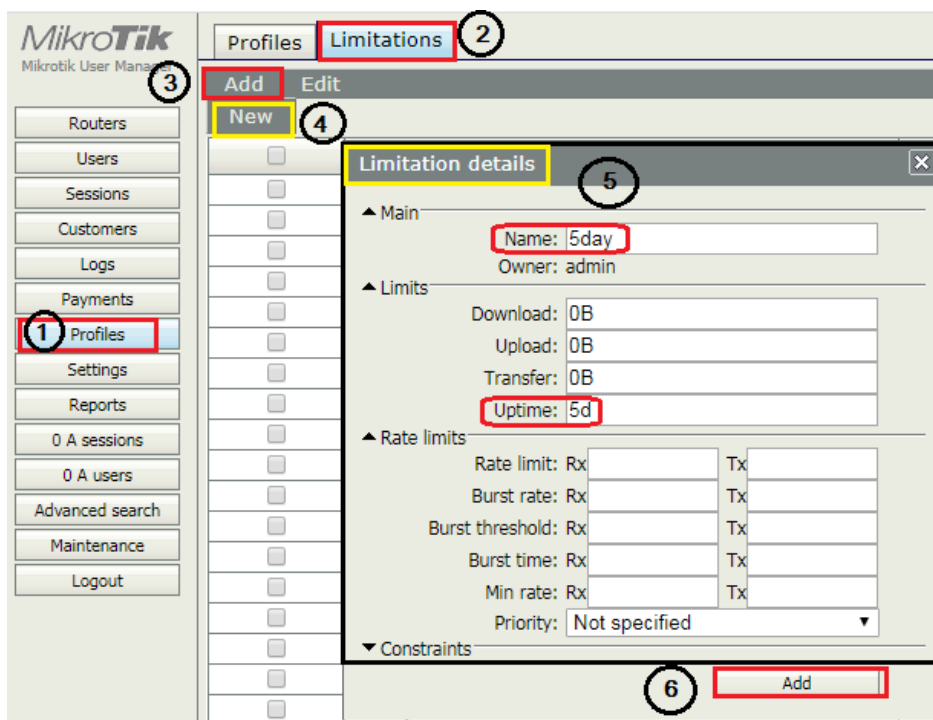 MikroTik
Mikrotik User Manager
Profiles
Limitations
2
3
Add
Edit
New
4
Routers
Users
Sessions
Customers
Logs
Payments
1
Profiles
Settings
Reports
0 A sessions
0 A users
Advanced search
Maintenance
Logout
Limitation details
5
Main
Name: 5day
Owner: admin
Limits
Download: 0B
Upload: 0B
Transfer: 0B
Uptime: 5d
Rate limits
Rate limit: Rx Tx
Burst rate: Rx Tx
Burst threshold: Rx Tx
Burst time: Rx Tx
Min rate: Rx Tx
Priority: Not specified
Constraints
6
Add